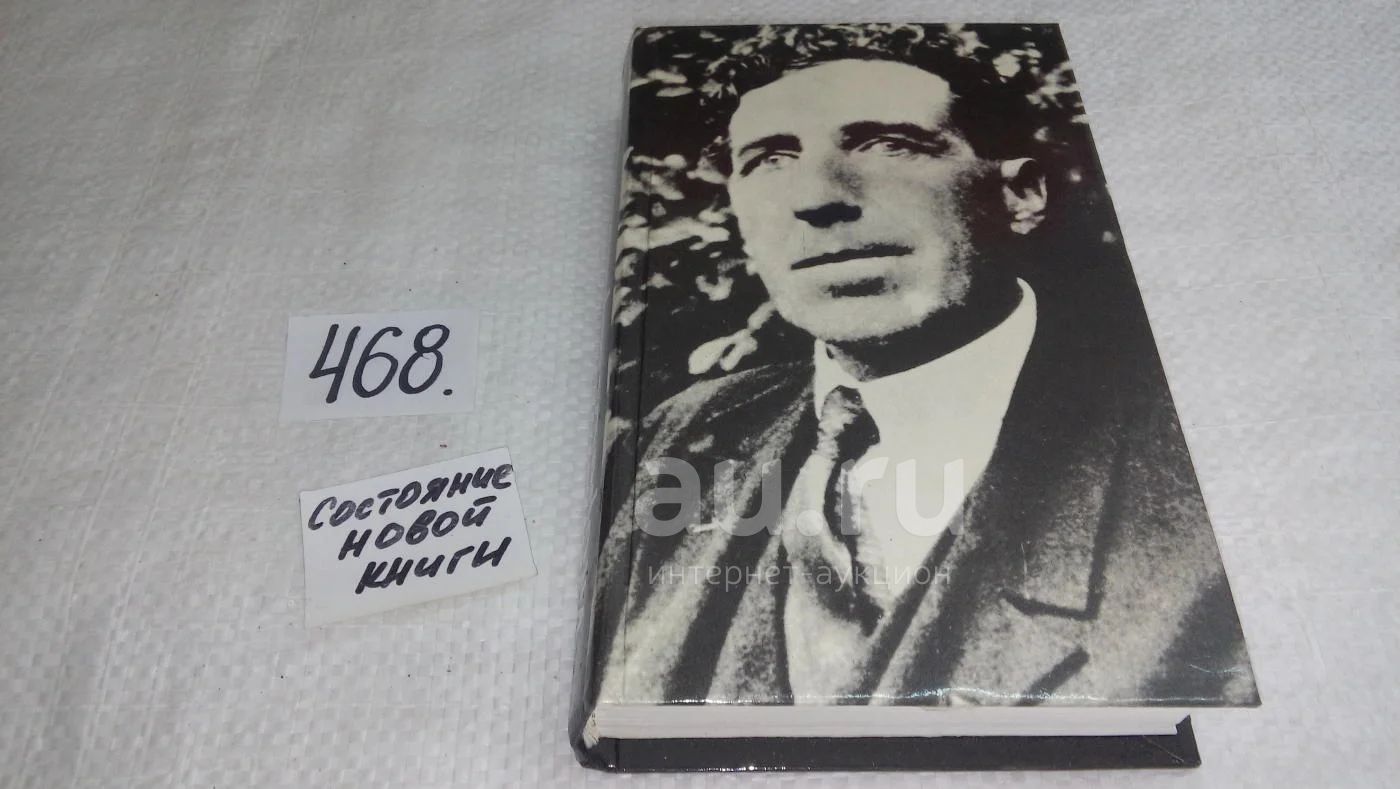 468.
состояние
новой
книги
au.ru
интернет-аукцион